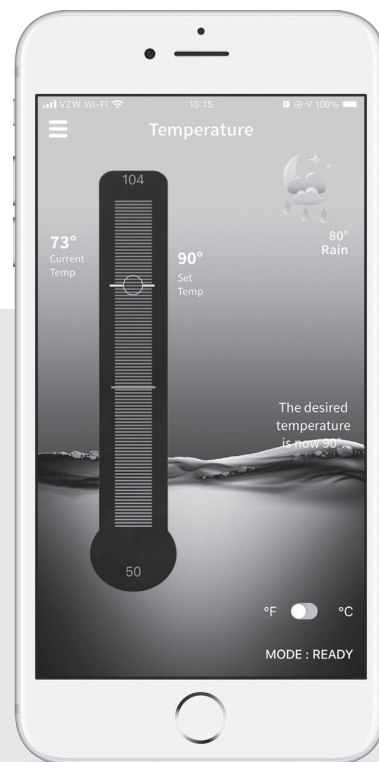 VZW Wi-Fi 15:15 100%
Temperature
104
73°
Current
Temp
90°
Set
Temp
80°
Rain
The desired
temperature
is now 90°.
50
°F °C
MODE : READY